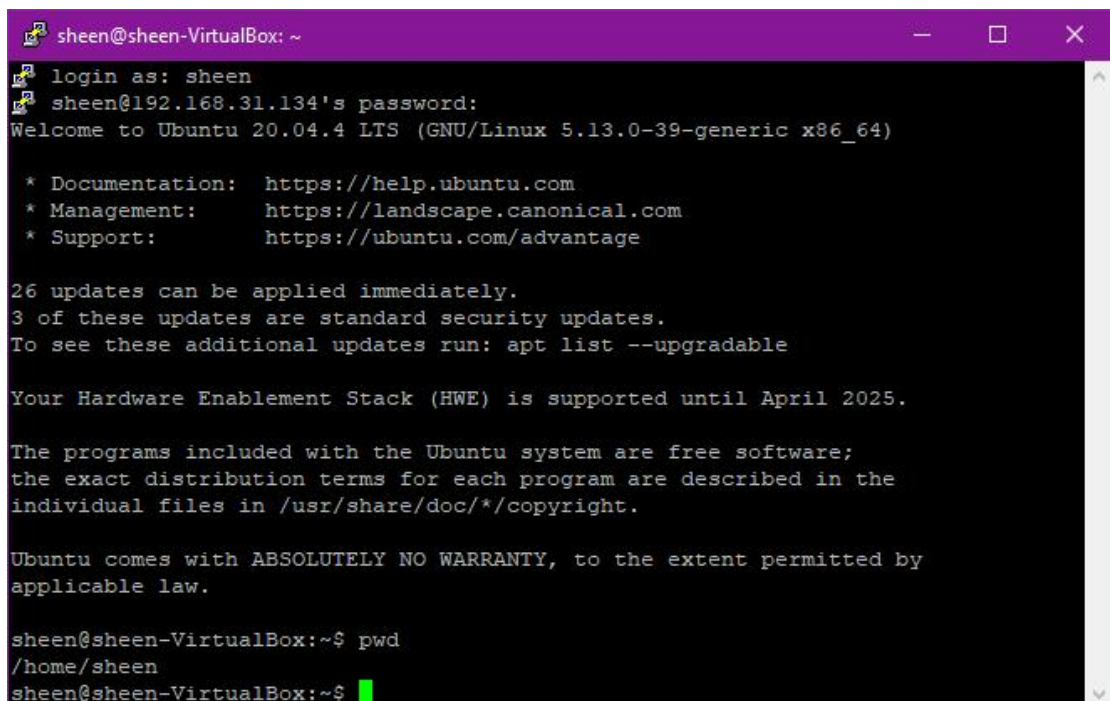 sheen@sheen-VirtualBox: ~
login as: sheen
sheen@192.168.31.134's password:
Welcome to Ubuntu 20.04.4 LTS (GNU/Linux 5.13.0-39-generic x86_64)
* Documentation:  https://help.ubuntu.com
* Management:     https://landscape.canonical.com
* Support:        https://ubuntu.com/advantage
26 updates can be applied immediately.
3 of these updates are standard security updates.
To see these additional updates run: apt list --upgradable
Your Hardware Enablement Stack (HWE) is supported until April 2025.
The programs included with the Ubuntu system are free software;
the exact distribution terms for each program are described in the
individual files in /usr/share/doc/*/copyright.
Ubuntu comes with ABSOLUTELY NO WARRANTY, to the extent permitted by
applicable law.
sheen@sheen-VirtualBox:~$ pwd
/home/sheen
sheen@sheen-VirtualBox:~$